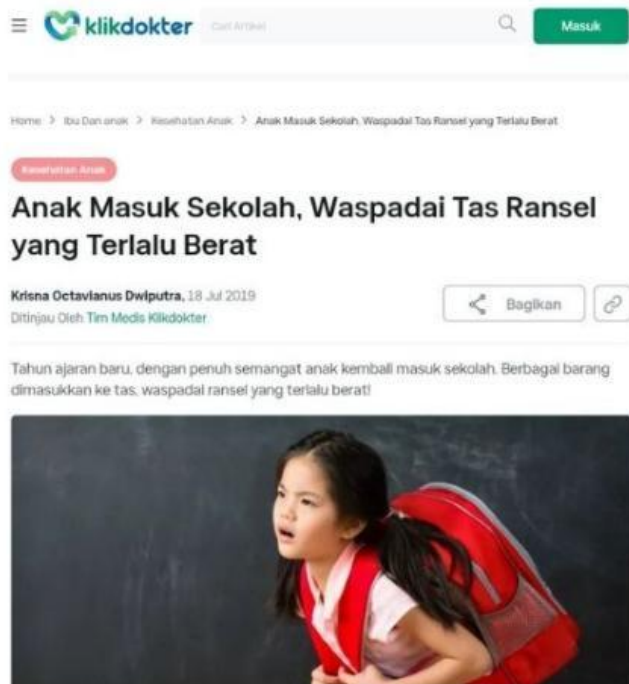 klikdokter Cari Artikel Masuk
Home > Ibu Dan anak > Kesehatan Anak > Anak Masuk Sekolah, Waspadai Tas Ransel yang Terlalu Berat
Kesehatan Anak
Anak Masuk Sekolah, Waspadai Tas Ransel
yang Terlalu Berat
Krisna Octavianus Dwiputra, 18 Jul 2019
Ditinjau Oleh Tim Medis Klikdokter
Bagikan
Tahun ajaran baru, dengan penuh semangat anak kembali masuk sekolah. Berbagai barang
dimasukkan ke tas, waspadai ransel yang terlalu berat!